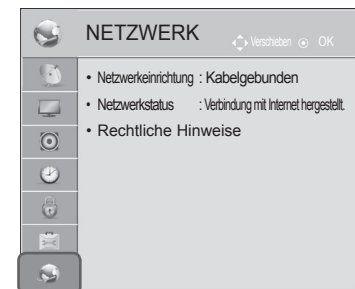 NETZWERK
Verschieben OK
• Netzwerkeinrichtung : Kabelgebunden
• Netzwerkstatus : Verbindung mit Internet hergestellt.
• Rechtliche Hinweise